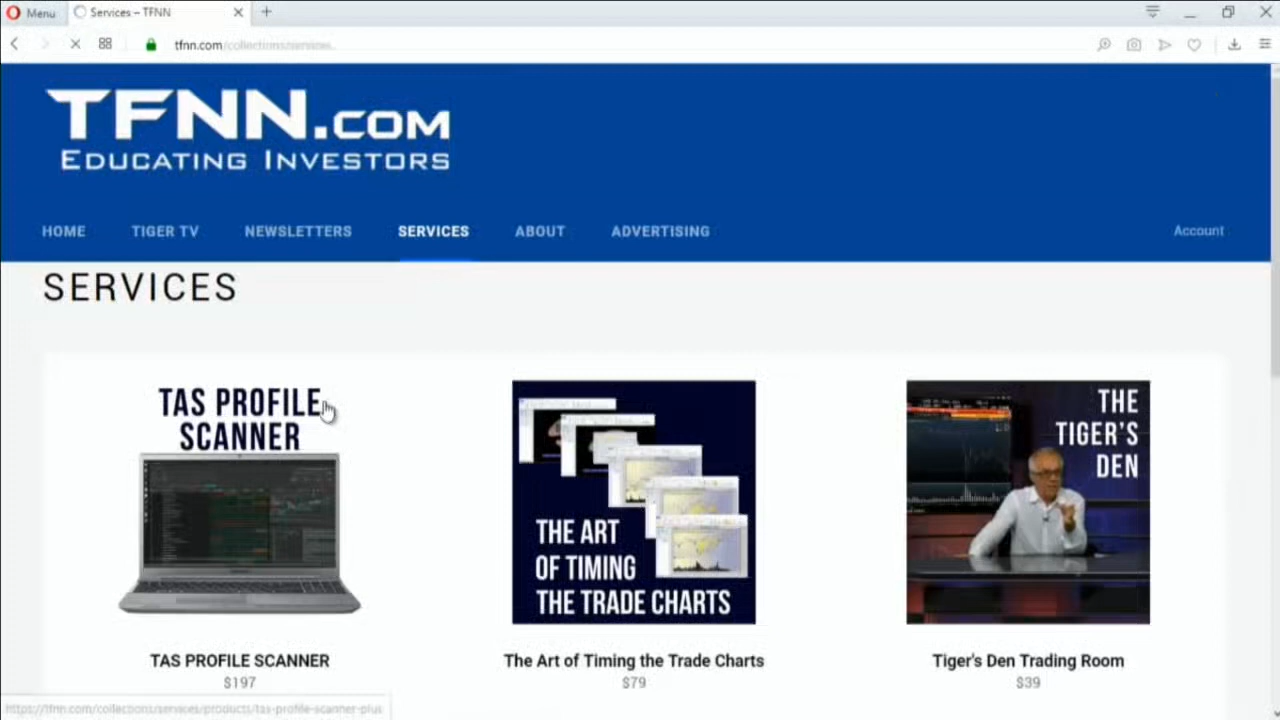 Menu
Services – TFNN
tfnn.com/collections/services
TFNN.COM
EDUCATING INVESTORS
HOME
TIGER TV
NEWSLETTERS
SERVICES
ABOUT
ADVERTISING
Account
SERVICES
TAS PROFILE
SCANNER
THE ART
OF TIMING
THE TRADE CHARTS
THE
TIGER'S
DEN
TAS PROFILE SCANNER
$197
The Art of Timing the Trade Charts
$79
Tiger's Den Trading Room
$39
https://tfnn.com/collections/services/products/tas-profile-scanner-plus